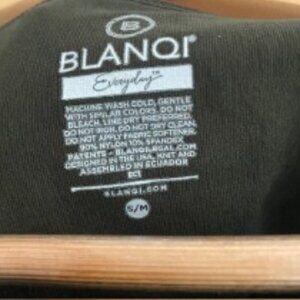 B
BLANQI®
Everyday™
MACHINE WASH COLD, GENTLE
WITH SIMILAR COLORS. DO NOT
BLEACH. LINE DRY PREFERRED.
DO NOT IRON. DO NOT DRY CLEAN.
DO NOT APPLY FABRIC SOFTENER.
90% NYLON 10% SPANDEX
PATENTS - BLANQILEGAL.COM
DESIGNED IN THE USA, KNIT AND
ASSEMBLED IN ECUADOR
BLANQI.COM
S/M